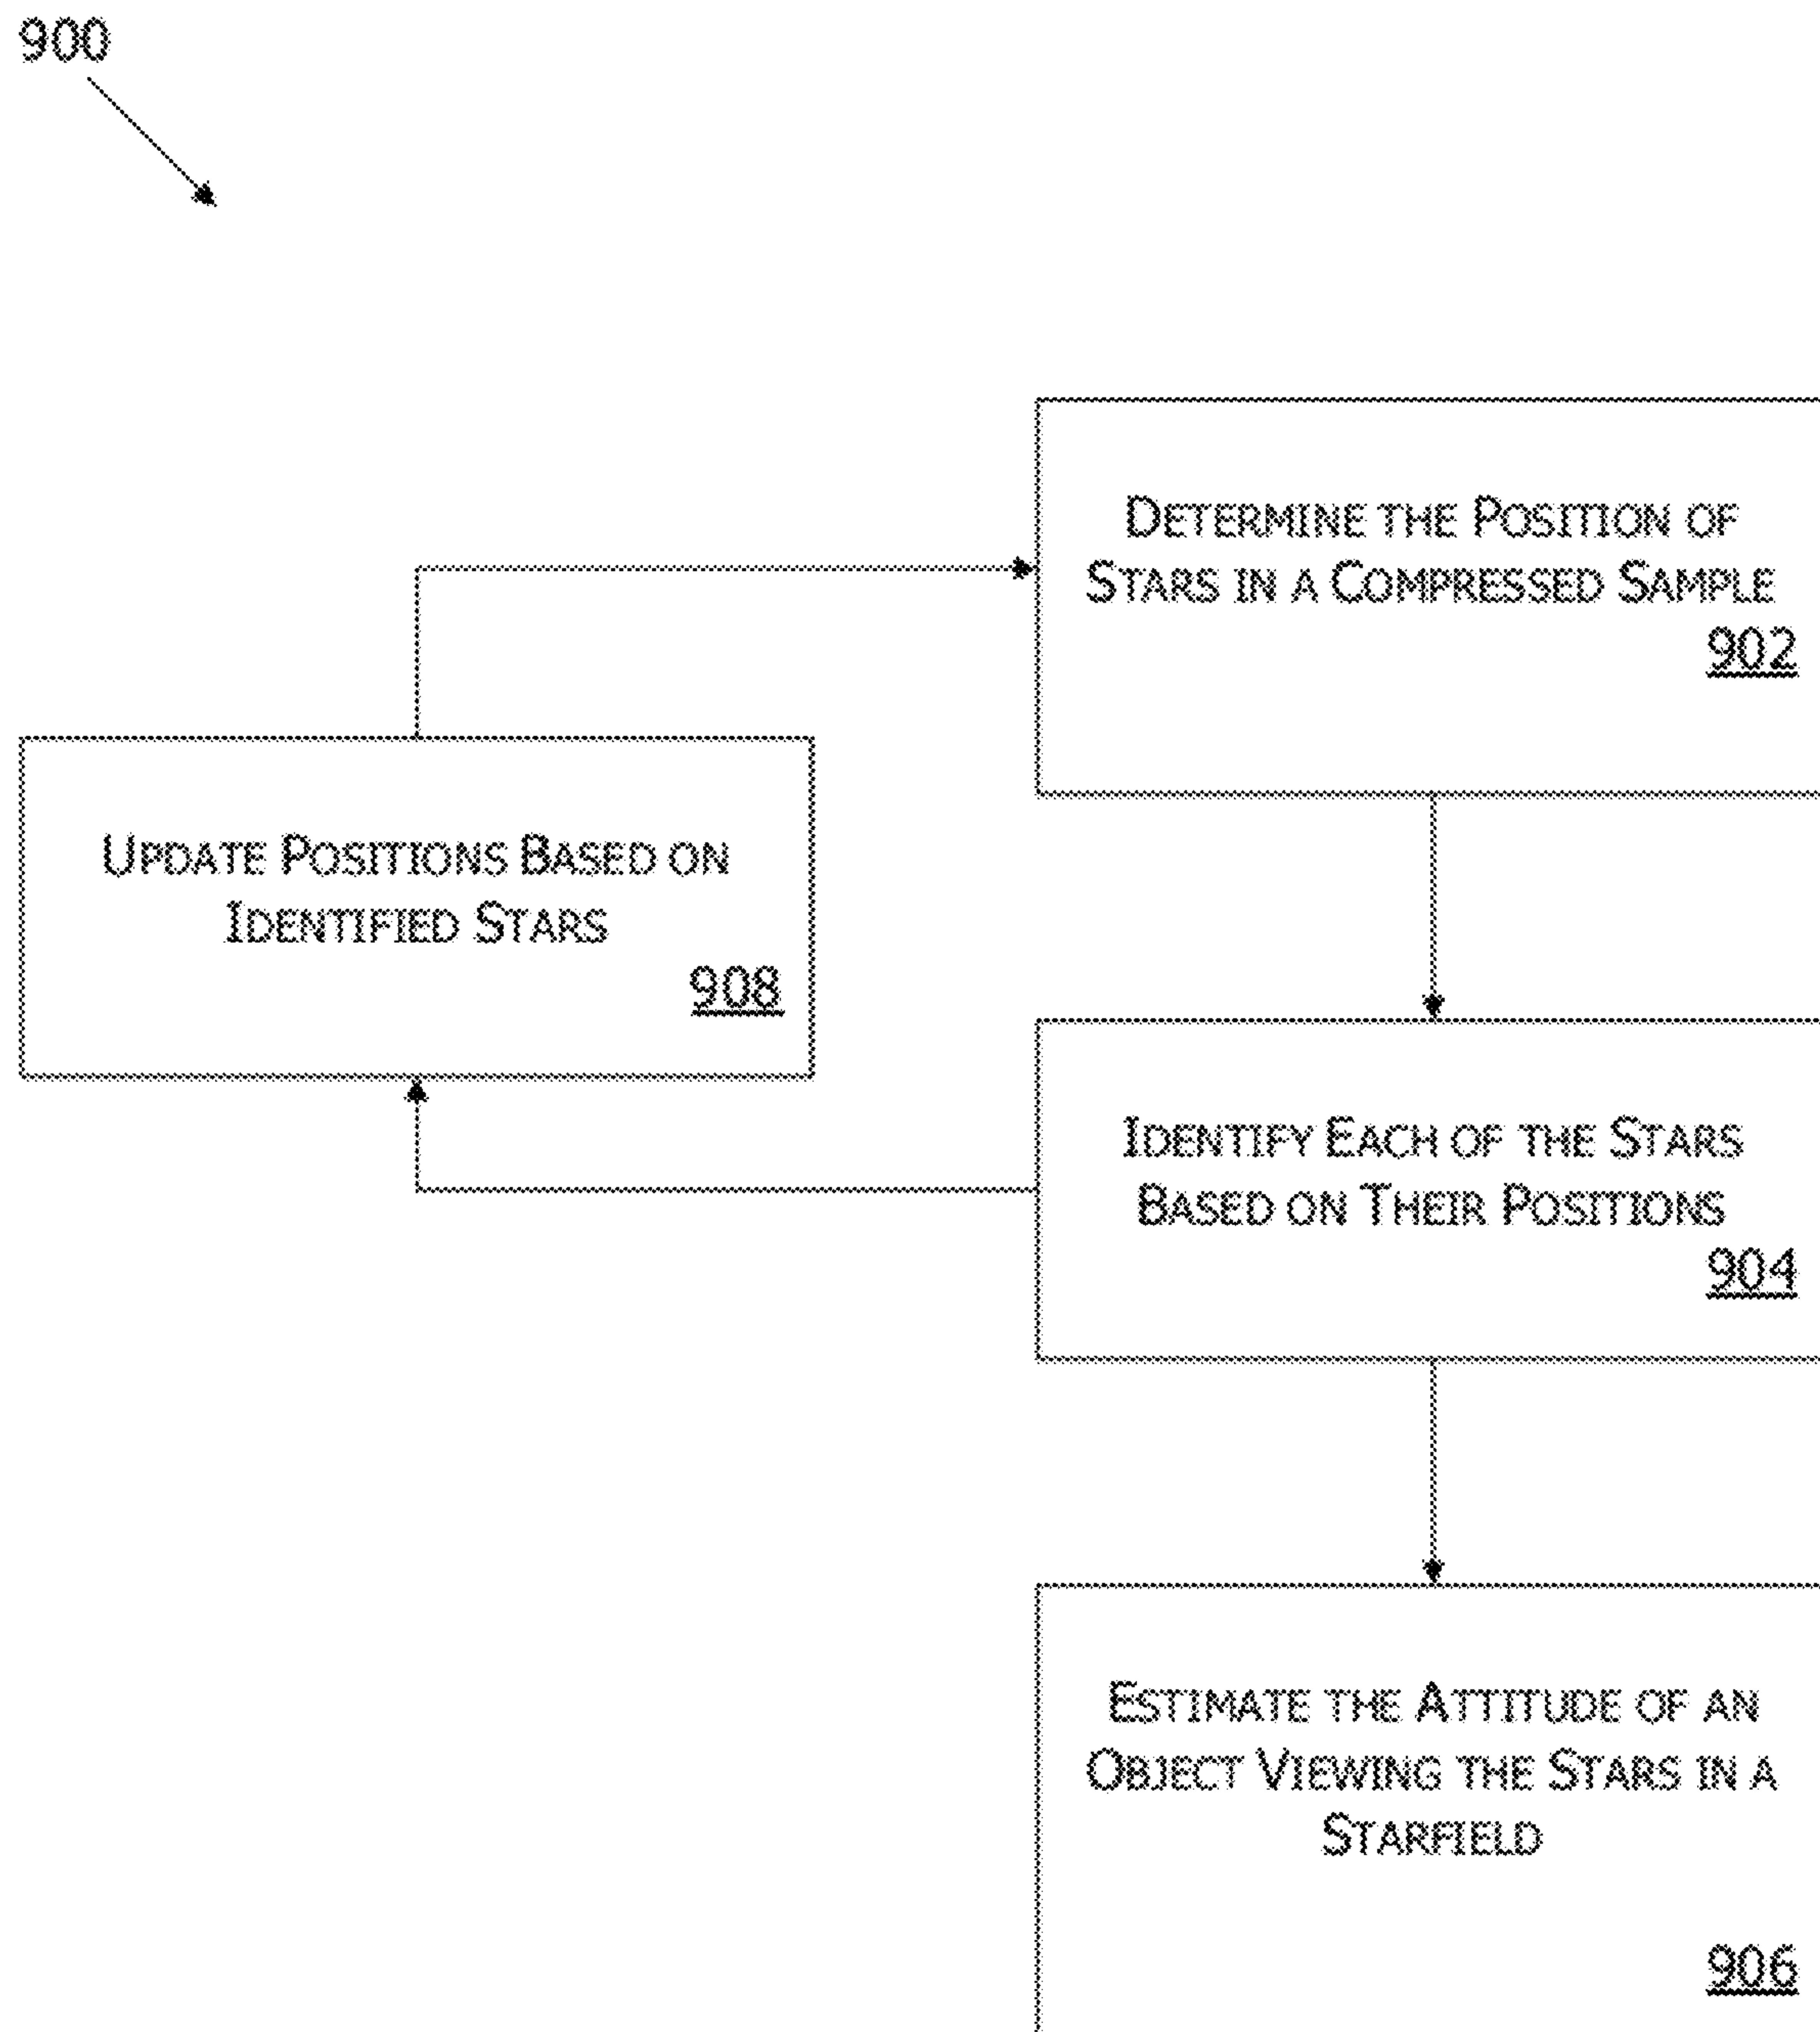 900
DETERMINE THE POSITION OF
STARS IN A COMPRESSED SAMPLE
902
UPDATE POSITIONS BASED ON
IDENTIFIED STARS
908
IDENTIFY EACH OF THE STARS
BASED ON THEIR POSITIONS
904
ESTIMATE THE ATTITUDE OF AN
OBJECT VIEWING THE STARS IN A
STARFIELD
906